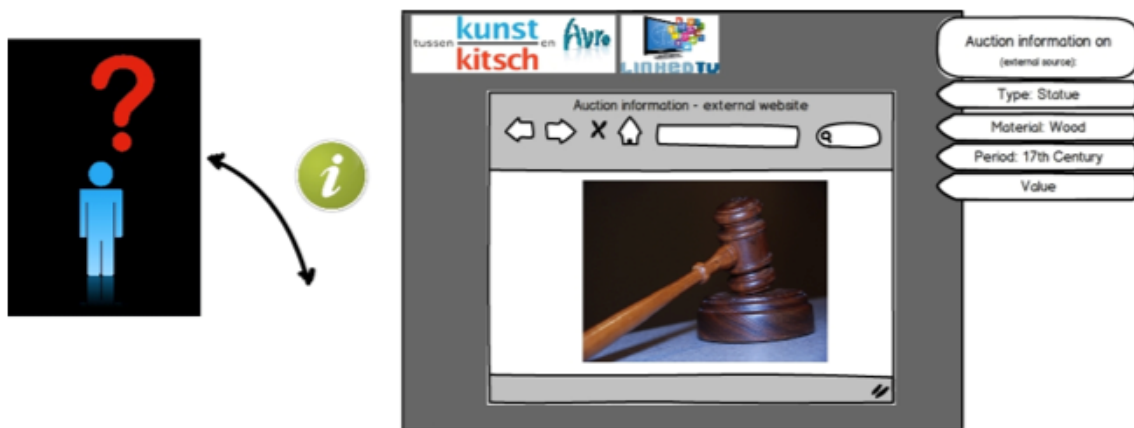 tussen kunst en kitsch
Avro
LinkedTV
Auction information - external website
Auction information on
(external source):
Type: Statue
Material: Wood
Period: 17th Century
Value
?
i